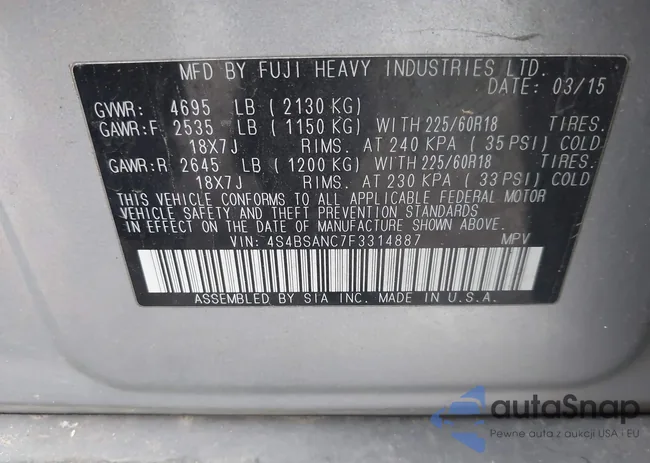 MFD BY FUJI HEAVY INDUSTRIES LTD.
DATE: 03/15
GVWR: 4695 LB (2130 KG)
GAWR:F 2535 LB (1150 KG) WITH 225/60R18 TIRES.
18X7J RIMS. AT 240 KPA (35 PSI) COLD
GAWR:R 2645 LB (1200 KG) WITH 225/60R18 TIRES.
18X7J RIMS. AT 230 KPA (33 PSI) COLD
THIS VEHICLE CONFORMS TO ALL APPLICABLE FEDERAL MOTOR
VEHICLE SAFETY AND THEFT PREVENTION STANDARDS
IN EFFECT ON THE DATE OF MANUFACTURE SHOWN ABOVE.
VIN: 4S4BSANC7F3314887 MPV
ASSEMBLED BY SIA INC. MADE IN U.S.A.
autoSnap
Pewne auta z aukcji USA - EU